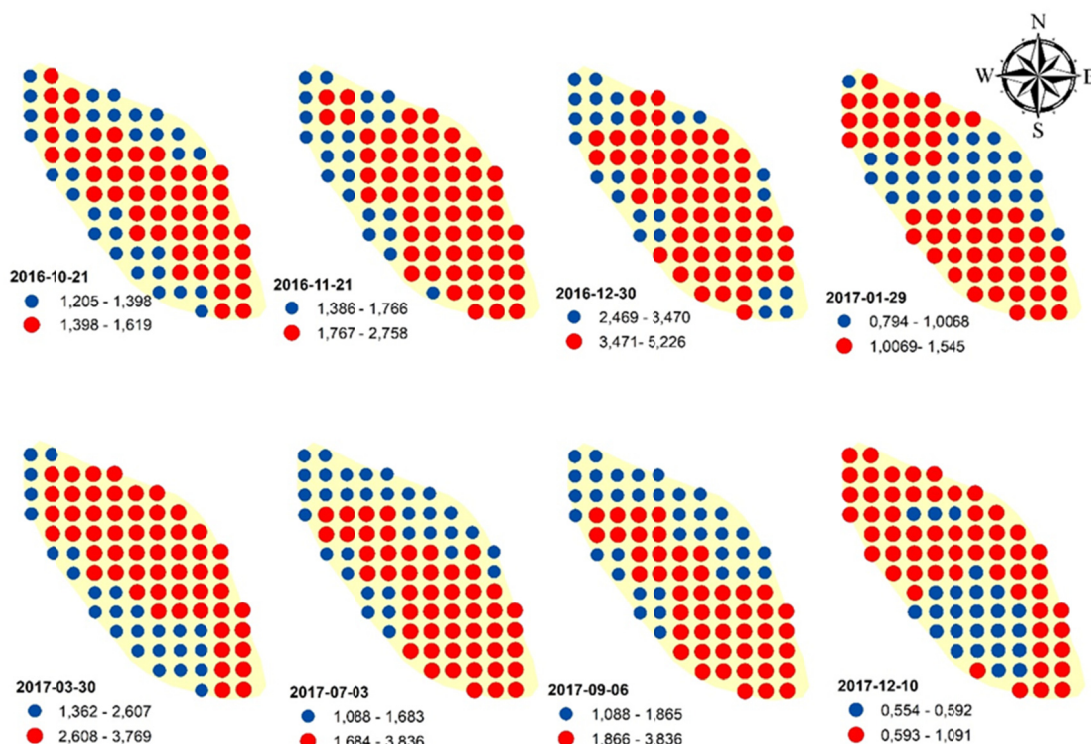 N
W E
S
2016-10-21
1,205 - 1,398
1,398 - 1,619
2016-11-21
1,386 - 1,766
1,767 - 2,758
2016-12-30
2,469 - 3,470
3,471- 5,226
2017-01-29
0,794 - 1,0068
1,0069- 1,545
2017-03-30
1,362 - 2,607
2,608 - 3,769
2017-07-03
1,088 - 1,683
1,684 - 3,836
2017-09-06
1,088 - 1,865
1,866 - 3,836
2017-12-10
0,554 - 0,592
0,593 - 1,091